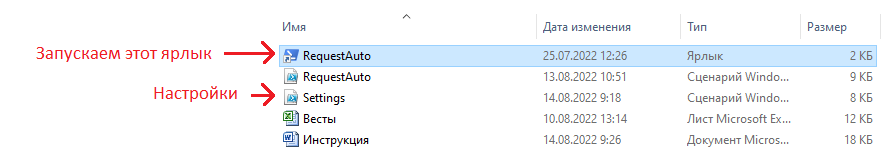 Имя Дата изменения Тип Размер
Запускаем этот ярлык RequestAuto 25.07.2022 12:26 Ярлык 2 КБ
RequestAuto 13.08.2022 10:51 Сценарий Windo... 9 КБ
Настройки Settings 14.08.2022 9:18 Сценарий Windo... 8 КБ
Весты 10.08.2022 13:14 Лист Microsoft Ex... 12 КБ
Инструкция 14.08.2022 9:26 Документ Micros... 18 КБ